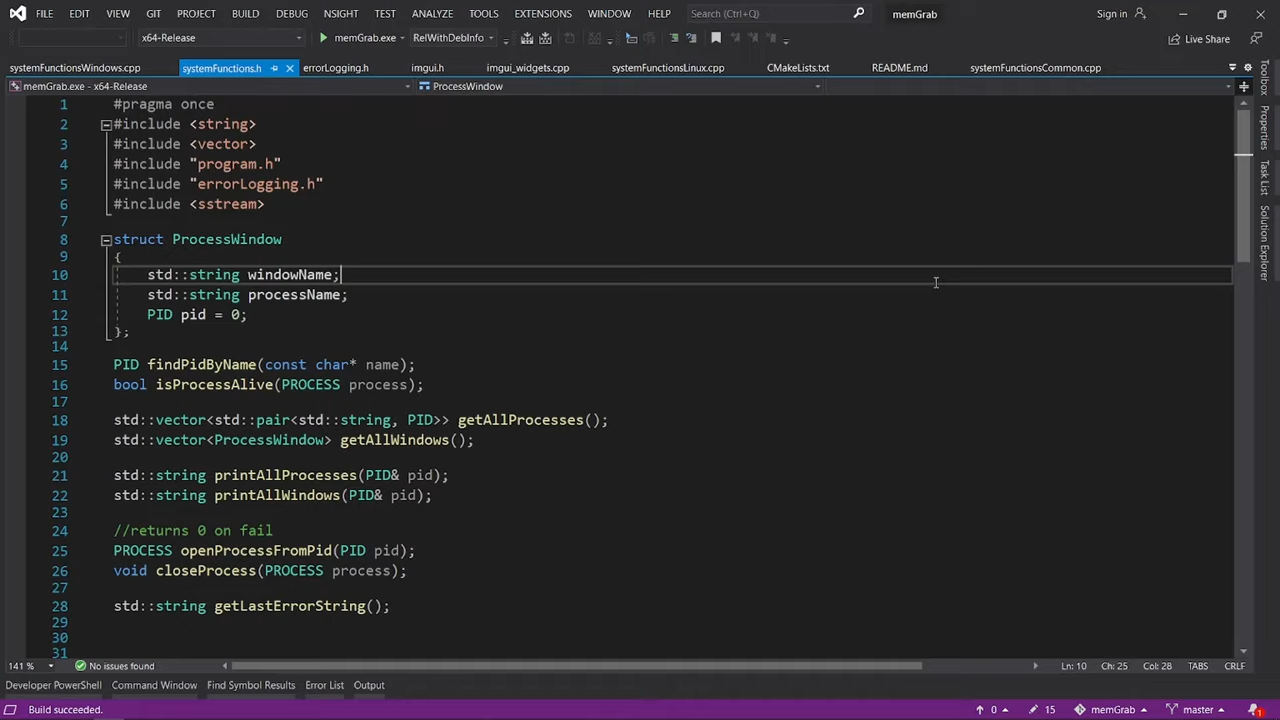 FILE EDIT VIEW GIT PROJECT BUILD DEBUG NSIGHT TEST ANALYZE TOOLS EXTENSIONS WINDOW HELP Search (Ctrl+Q) memGrab Sign in
x64-Release memGrab.exe RelWithDebInfo Live Share
systemFunctionsWindows.cpp systemFunctions.h errorLogging.h imgui.h imgui_widgets.cpp systemFunctionsLinux.cpp CMakeLists.txt README.md systemFunctionsCommon.cpp
memGrab.exe - x64-Release ProcessWindow
1 #pragma once
2 #include <string>
3 #include <vector>
4 #include "program.h"
5 #include "errorLogging.h"
6 #include <sstream>
7
8 struct ProcessWindow
9 {
10 std::string windowName;
11 std::string processName;
12 PID pid = 0;
13 };
14
15 PID findPidByName(const char* name);
16 bool isProcessAlive(PROCESS process);
17
18 std::vector<std::pair<std::string, PID>> getAllProcesses();
19 std::vector<ProcessWindow> getAllWindows();
20
21 std::string printAllProcesses(PID& pid);
22 std::string printAllWindows(PID& pid);
23
24 //returns 0 on fail
25 PROCESS openProcessFromPid(PID pid);
26 void closeProcess(PROCESS process);
27
28 std::string getLastErrorString();
29
30
31
Toolbox
Properties
Task List
Solution Explorer
141 % No issues found Ln: 10 Ch: 25 Col: 28 TABS CRLF
Developer PowerShell Command Window Find Symbol Results Error List Output
Build succeeded. 0 15 memGrab master 1